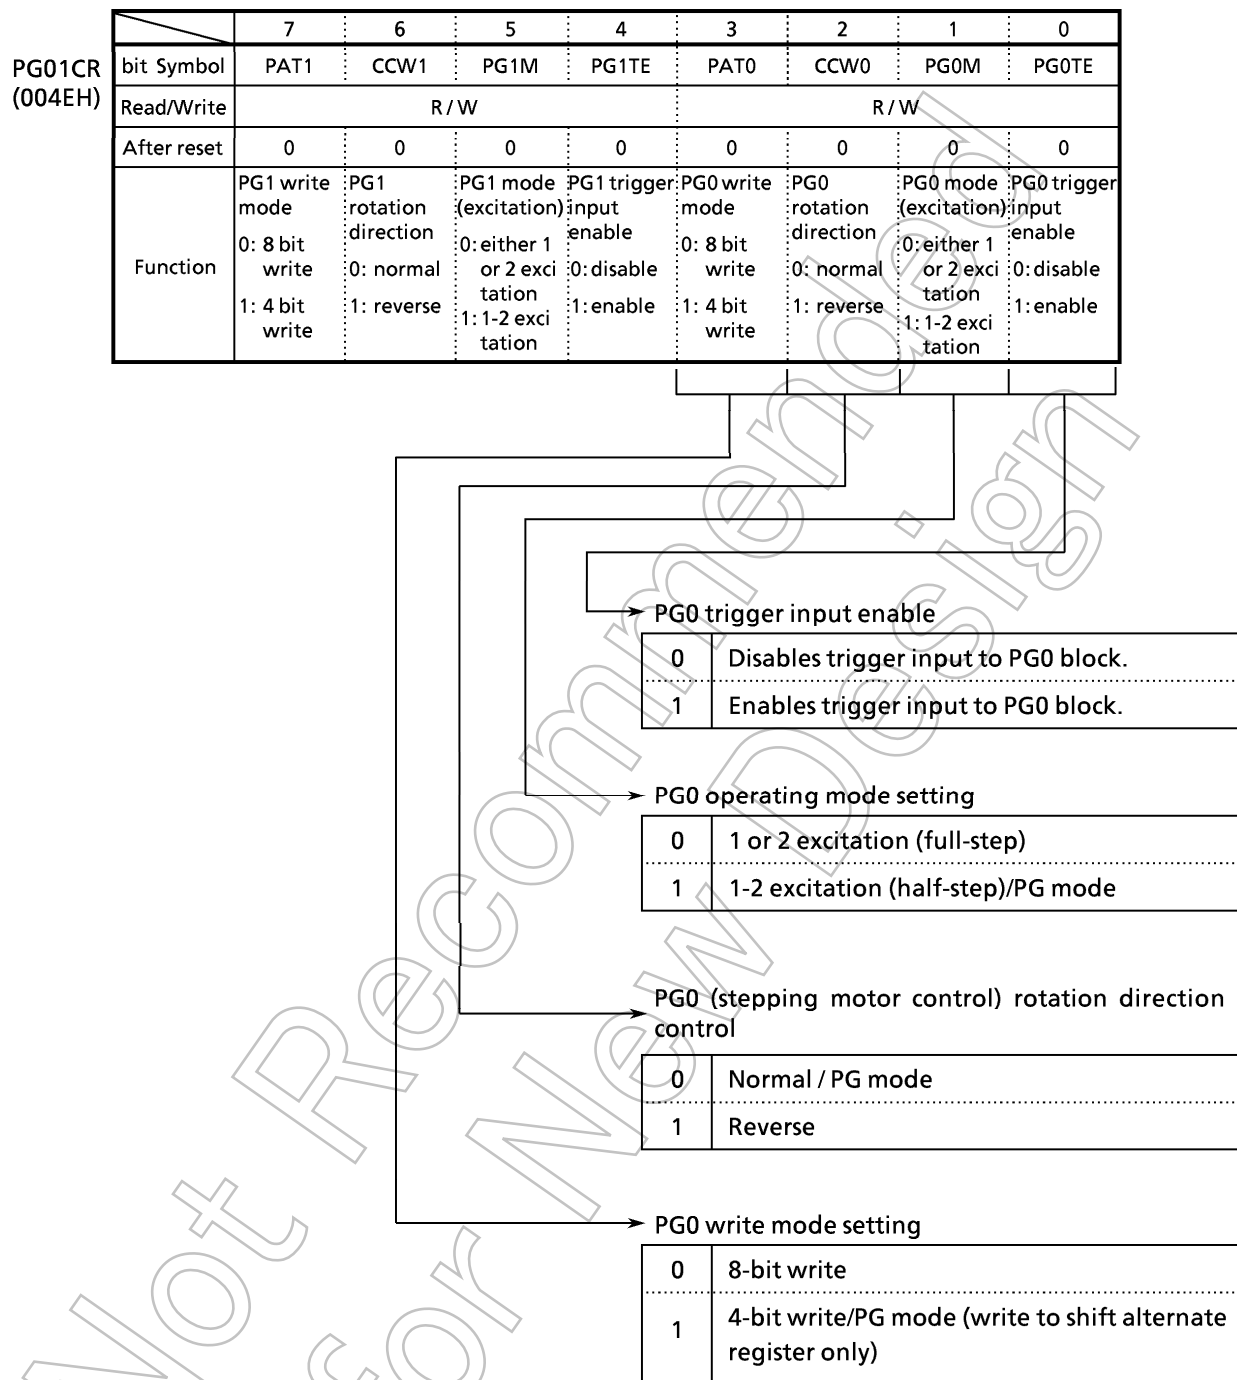 7 6 5 4 3 2 1 0
PG01CR
(004EH)
bit Symbol PAT1 CCW1 PG1M PG1TE PAT0 CCW0 PG0M PG0TE
Read/Write R / W R / W
After reset 0 0 0 0 0 0 0 0
Function
PG1 write
mode
0: 8 bit
write
1: 4 bit
write
PG1
rotation
direction
0: normal
1: reverse
PG1 mode
(excitation)
0: either 1
or 2 exci
tation
1: 1-2 exci
tation
PG1 trigger
input
enable
0: disable
1: enable
PG0 write
mode
0: 8 bit
write
1: 4 bit
write
PG0
rotation
direction
0: normal
1: reverse
PG0 mode
(excitation)
0: either 1
or 2 exci
tation
1: 1-2 exci
tation
PG0 trigger
input
enable
0: disable
1: enable
PG0 trigger input enable
0 Disables trigger input to PG0 block.
1 Enables trigger input to PG0 block.
PG0 operating mode setting
0 1 or 2 excitation (full-step)
1 1-2 excitation (half-step)/PG mode
PG0 (stepping motor control) rotation direction
control
0 Normal / PG mode
1 Reverse
PG0 write mode setting
0 8-bit write
1 4-bit write/PG mode (write to shift alternate
register only)
Not Recommended
for New Design